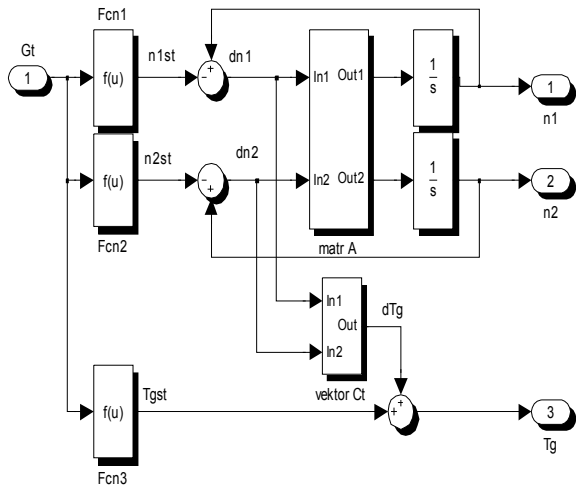 Fcn1
Gt
1
f(u)
n1st
+
-
dn1
In1
Out1
1
s
1
n1
n2st
f(u)
-
+
dn2
In2
Out2
1
s
2
n2
Fcn2
matr A
In1
Out
In2
dTg
vektor Ct
Tgst
f(u)
+
+
3
Tg
Fcn3